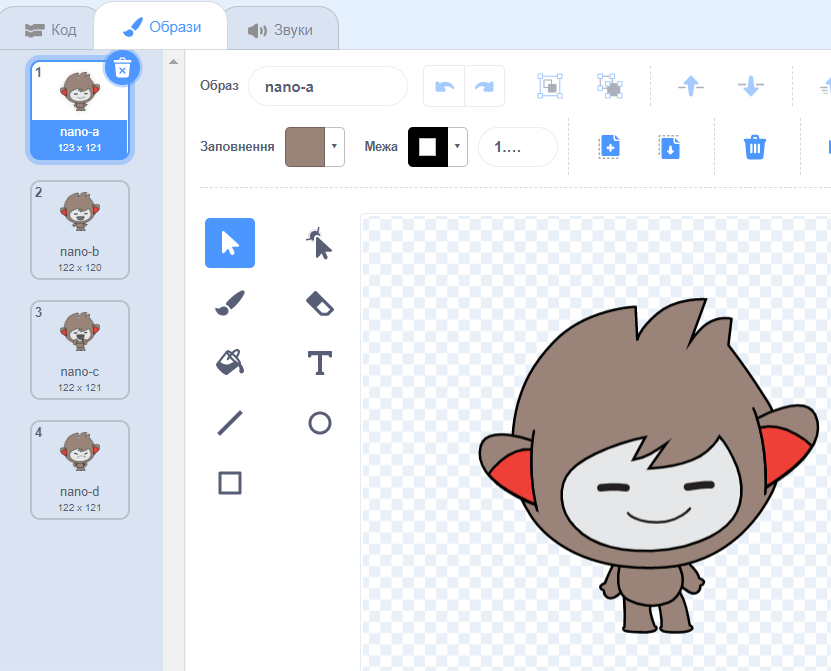 Код
Образи
Звуки
1
nano-a
123 x 121
2
nano-b
122 x 120
3
nano-c
122 x 121
4
nano-d
122 x 121
Образ
nano-a
Заповнення
Межа
1....
T